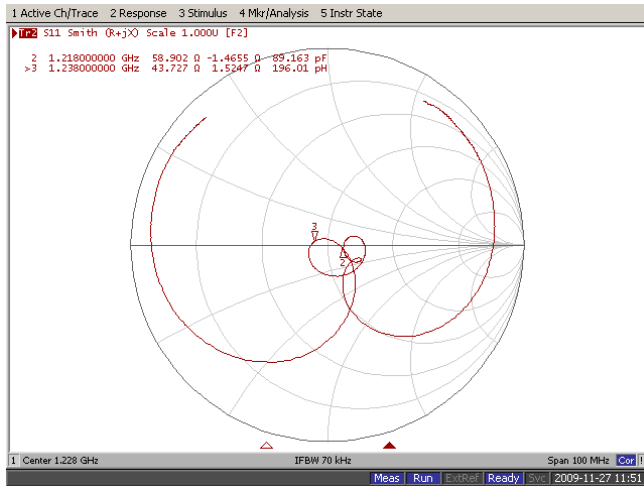 1 Active Ch/Trace 2 Response 3 Stimulus 4 Mkr/Analysis 5 Instr State
Tr2 S11 Smith (R+jX) Scale 1.000U [F2]
2 1.218000000 GHz 58.902 Ω -1.4655 Ω 89.163 pF
>3 1.238000000 GHz 43.727 Ω 1.5247 Ω 196.01 pH
3
2
1 Center 1.228 GHz IFBW 70 kHz Span 100 MHz Cor !
Meas Run ExtRef Ready Svc 2009-11-27 11:51